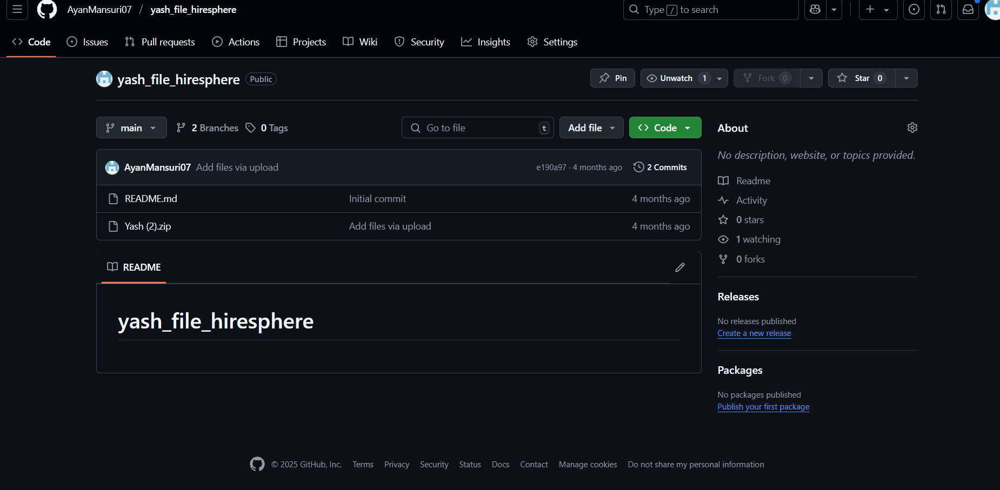 AyanMansuri07 / yash_file_hiresphere
Type / to search
Code Issues Pull requests Actions Projects Wiki Security Insights Settings
yash_file_hiresphere Public
Pin Unwatch 1 Fork 0 Star 0
main 2 Branches 0 Tags Go to file t Add file Code
AyanMansuri07 Add files via upload e190a97 · 4 months ago 2 Commits
README.md Initial commit 4 months ago
Yash (2).zip Add files via upload 4 months ago
README
yash_file_hiresphere
About
No description, website, or topics provided.
Readme
Activity
0 stars
1 watching
0 forks
Releases
No releases published
Create a new release
Packages
No packages published
Publish your first package
© 2025 GitHub, Inc. Terms Privacy Security Status Docs Contact Manage cookies Do not share my personal information